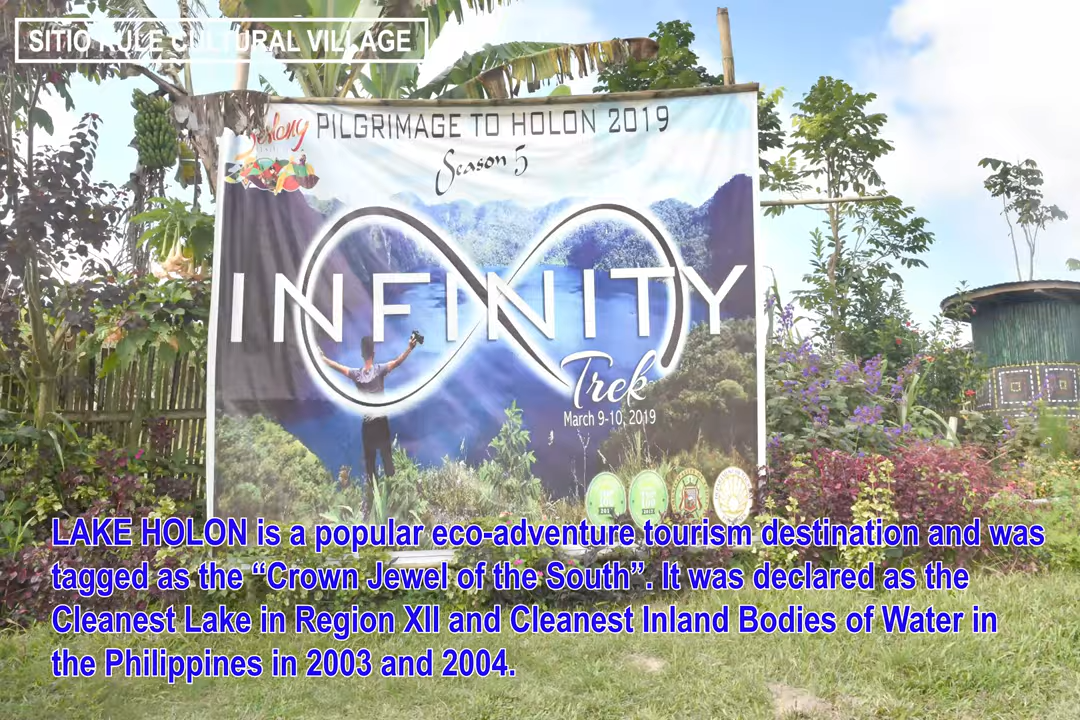 SITIO KULE CULTURAL VILLAGE
PILGRIMAGE TO HOLON 2019
Season 5
INFINITY
Trek
March 9-10, 2019
LAKE HOLON is a popular eco-adventure tourism destination and was
tagged as the “Crown Jewel of the South”. It was declared as the
Cleanest Lake in Region XII and Cleanest Inland Bodies of Water in
the Philippines in 2003 and 2004.